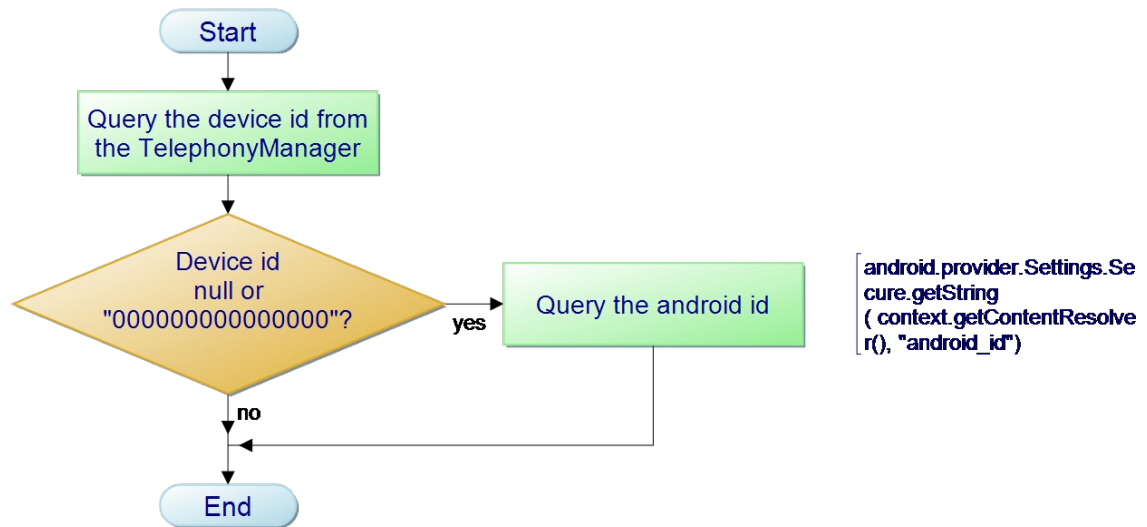 Start
Query the device id from
the TelephonyManager
Device id
null or
"000000000000000"?
yes
Query the android id
android.provider.Settings.Se
cure.getString
( context.getContentResolve
r(), "android_id")
no
End